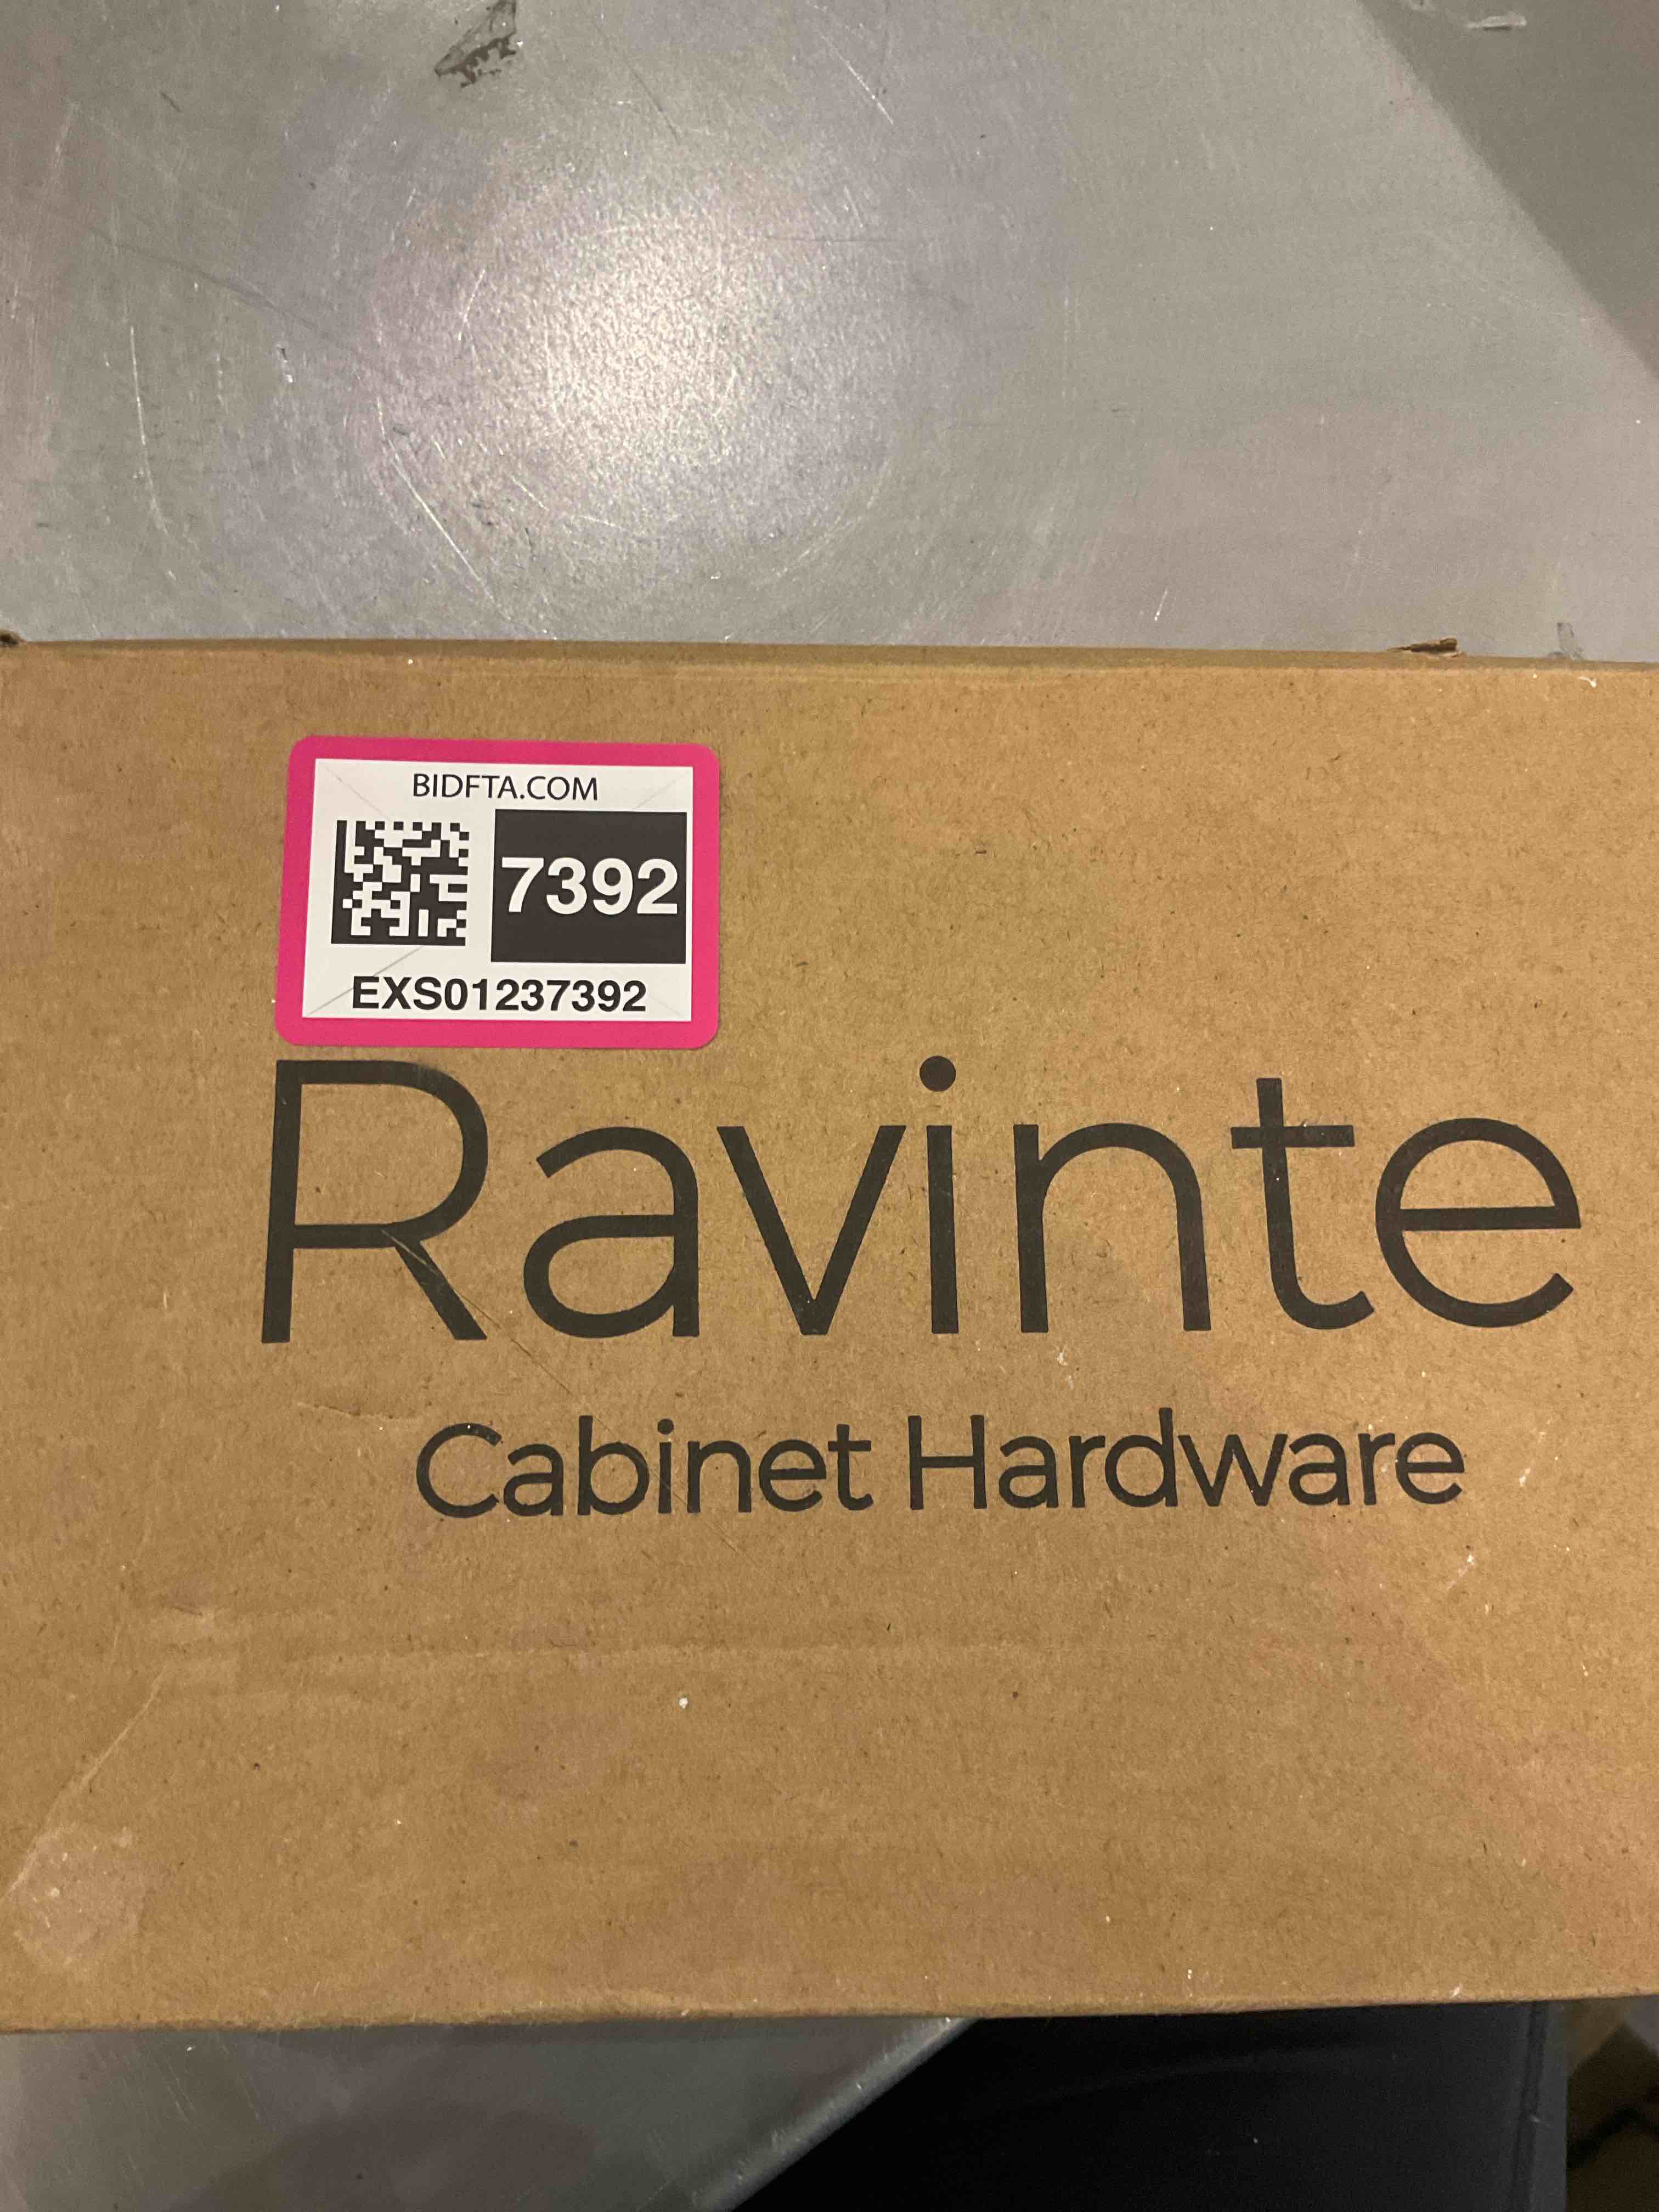 BIDFTA.COM
7392
EXS01237392
Ravinte
Cabinet Hardware